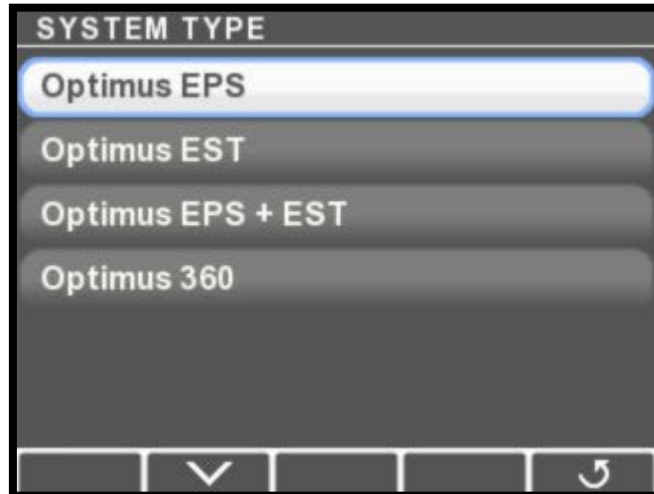 SYSTEM TYPE
Optimus EPS
Optimus EST
Optimus EPS + EST
Optimus 360